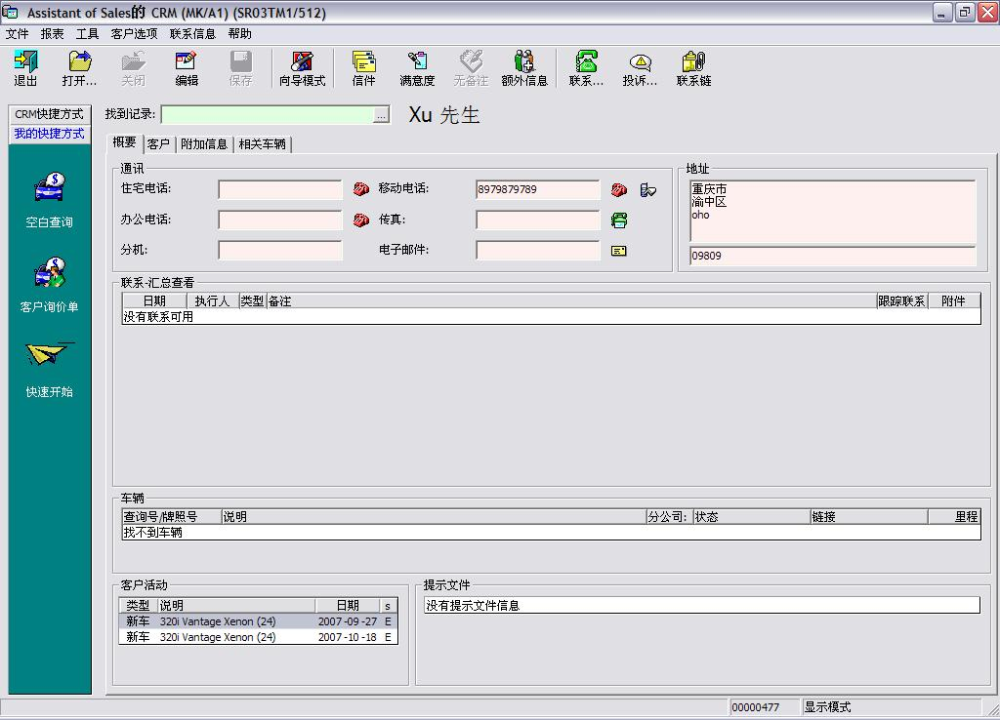 Assistant of Sales的 CRM (MK/A1) (SR03TM1/512)
文件 报表 工具 客户选项 联系信息 帮助
退出 打开... 关闭 编辑 保存 向导模式 信件 满意度 无备注 额外信息 联系... 投诉... 联系链
CRM快捷方式
我的快捷方式
空白查询
客户询价单
快速开始
找到记录: ... Xu 先生
概要 客户 附加信息 相关车辆
通讯
住宅电话: 移动电话: 8979879789
办公电话: 传真:
分机: 电子邮件:
地址
重庆市
渝中区
oho
09809
联系-汇总查看
日期 执行人 类型 备注 跟踪联系 附件
没有联系可用
车辆
查询号/牌照号 说明 分公司: 状态 链接 里程
找不到车辆
客户活动
类型 说明 日期 s
新车 320i Vantage Xenon (24) 2007-09-27 E
新车 320i Vantage Xenon (24) 2007-10-18 E
提示文件
没有提示文件信息
00000477 显示模式